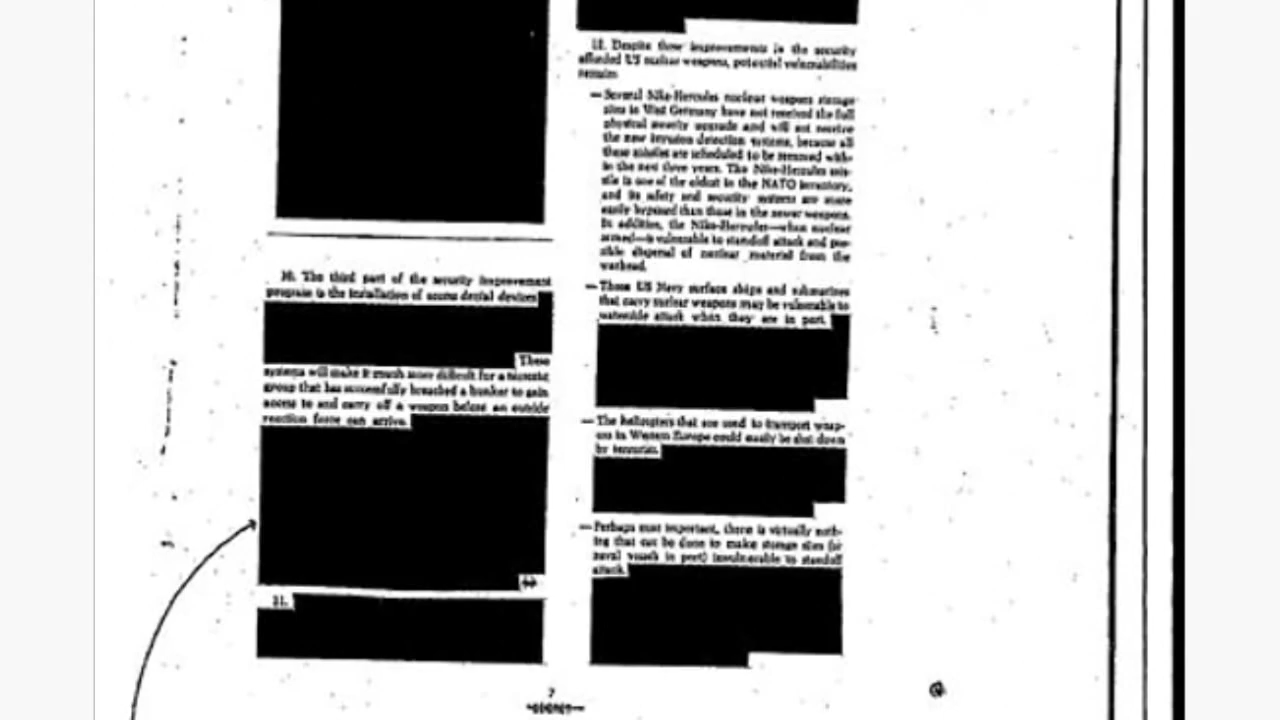 10. The third part of the security improvement
program is the installation of access denial devices.
These
systems will make it much more difficult for a terrorist
group that has successfully breached a bunker to gain
access to and carry off a weapon before an outside
reaction force can arrive.
11.
12. Despite these improvements in the security
afforded US nuclear weapons, potential vulnerabilities
remain:
— Several Nike-Hercules nuclear weapons storage
sites in West Germany have not received the full
physical security upgrade and will not receive
the new intrusion detection systems, because all
these missiles are scheduled to be removed with-
in the next three years. The Nike-Hercules mis-
sile is one of the oldest in the NATO inventory,
and its safety and security systems are more
easily bypassed than those in the newer weapons.
In addition, the Nike-Hercules—when nuclear
armed—is vulnerable to standoff attack and pos-
sible dispersal of nuclear material from the
warhead.
— Those US Navy surface ships and submarines
that carry nuclear weapons may be vulnerable to
waterside attack when they are in port.
— The helicopters that are used to transport weap-
ons in Western Europe could easily be shot down
by terrorists.
— Perhaps most important, there is virtually noth-
ing that can be done to make storage sites (or
naval vessels in port) invulnerable to standoff
attack.
7
SECRET